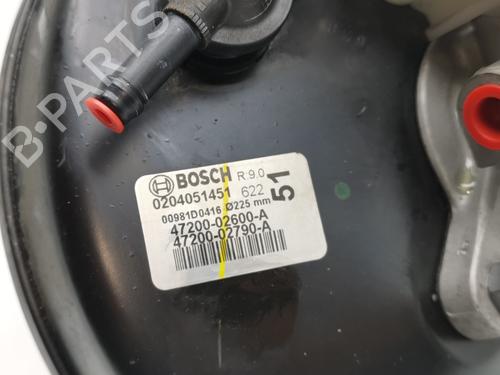 B-PARTS
BOSCH R 9.0
0204051451 622
51
00981D0416 Ø225 mm
47200-02600-A
47200-02790-A